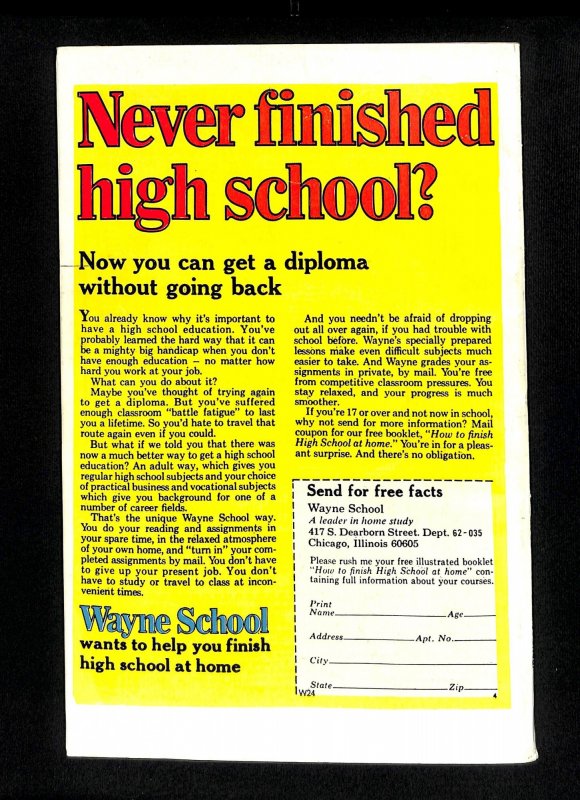 Never finished
high school?
Now you can get a diploma
without going back
You already know why it's important to
have a high school education. You've
probably learned the hard way that it can
be a mighty big handicap when you don't
have enough education – no matter how
hard you work at your job.
What can you do about it?
Maybe you've thought of trying again
to get a diploma. But you've suffered
enough classroom "battle fatigue" to last
you a lifetime. So you'd hate to travel that
route again even if you could.
But what if we told you that there was
now a much better way to get a high school
education? An adult way, which gives you
regular high school subjects and your choice
of practical business and vocational subjects
which give you background for one of a
number of career fields.
That's the unique Wayne School way.
You do your reading and assignments in
your spare time, in the relaxed atmosphere
of your own home, and "turn in" your com-
pleted assignments by mail. You don't have
to give up your present job. You don't
have to study or travel to class at incon-
venient times.
Wayne School
wants to help you finish
high school at home
And you needn't be afraid of dropping
out all over again, if you had trouble with
school before. Wayne's specially prepared
lessons make even difficult subjects much
easier to take. And Wayne grades your as-
signments in private, by mail. You're free
from competitive classroom pressures. You
stay relaxed, and your progress is much
smoother.
If you're 17 or over and not now in school,
why not send for more information? Mail
coupon for our free booklet, "How to finish
High School at home." You're in for a pleas-
ant surprise. And there's no obligation.
Send for free facts
Wayne School
A leader in home study
417 S. Dearborn Street. Dept. 62-035
Chicago, Illinois 60605
Please rush me your free illustrated booklet
"How to finish High School at home" con-
taining full information about your courses.
Print
Name Age
Address Apt. No.
City
State Zip
W24 4